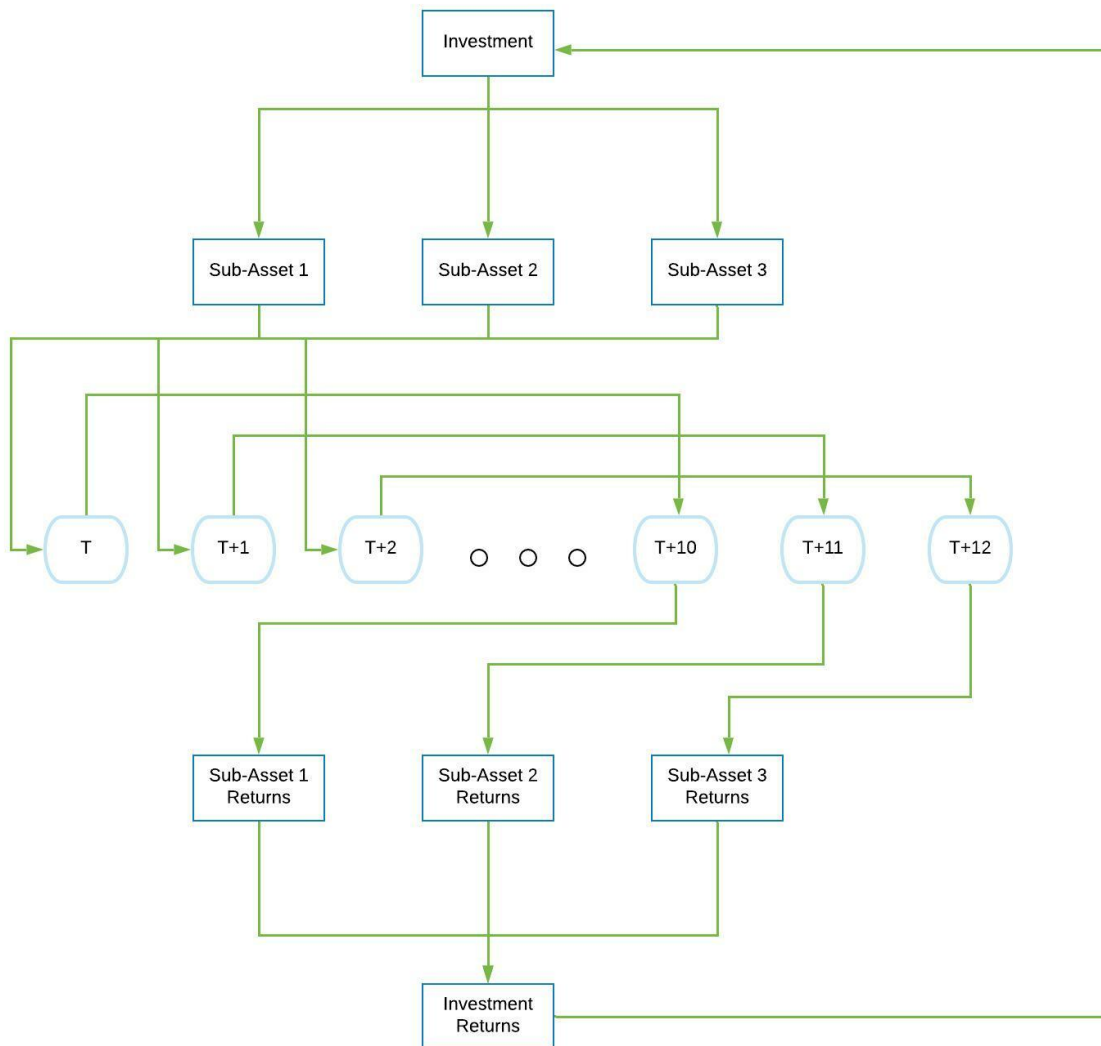 Investment
Sub-Asset 1
Sub-Asset 2
Sub-Asset 3
T
T+1
T+2
T+10
T+11
T+12
Sub-Asset 1
Returns
Sub-Asset 2
Returns
Sub-Asset 3
Returns
Investment
Returns